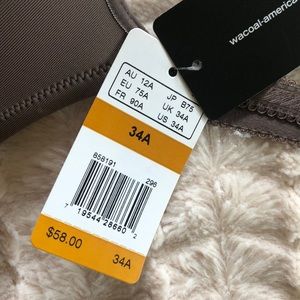 wacoal-america
AU 12A JP B75
EU 75A UK 34A
FR 90A US 34A
34A
858191 296
7 19544 28660 2
$58.00 34A